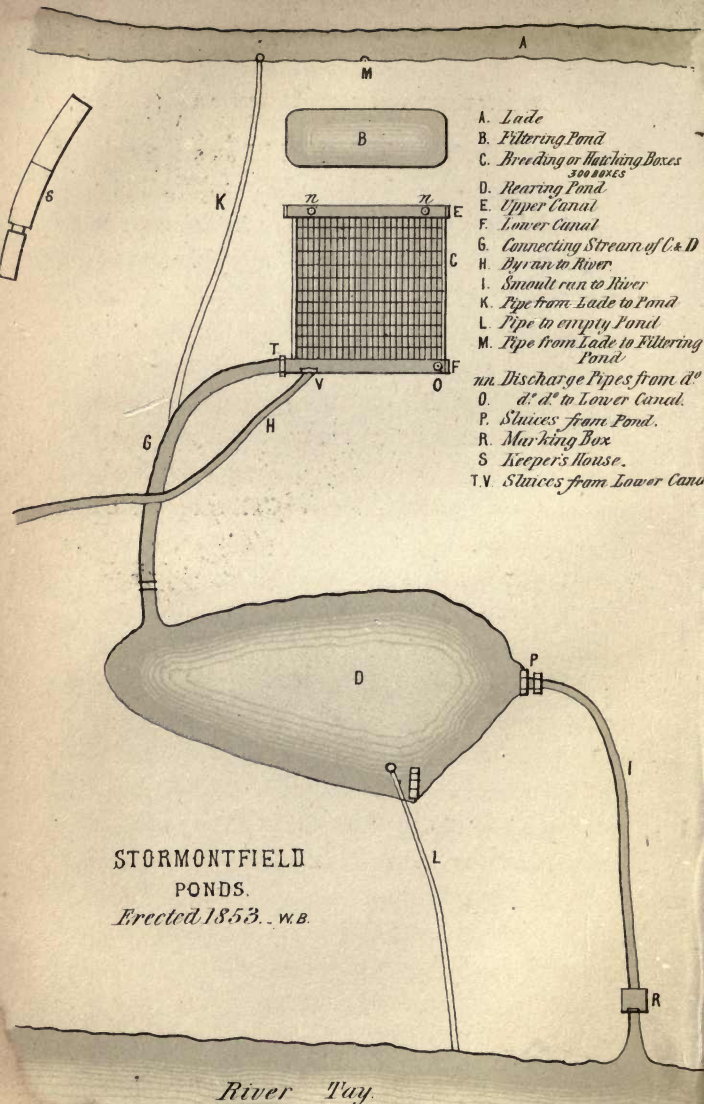 A
M
B
K
S
n n
E
C
T
F
V
O
G
H
D
P
I
L
R
A. Lade
B. Filtering Pond
C. Breeding or Hatching Boxes
300 BOXES
D. Rearing Pond
E. Upper Canal
F. Lower Canal
G. Connecting Stream of C & D
H. Byrun to River
I. Smoult run to River
K. Pipe from Lade to Pond
L. Pipe to empty Pond
M. Pipe from Lade to Filtering
Pond
nn. Discharge Pipes from d.º
O. d.º d.º to Lower Canal.
P. Sluices from Pond.
R. Marking Box
S Keeper's House.
T.V. Sluices from Lower Cana
STORMONTFIELD
PONDS.
Erected 1853._ W.B.
River Tay.